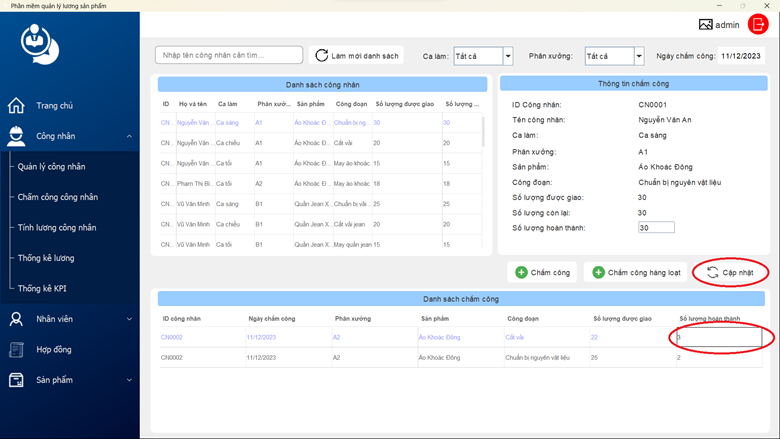 Phần mềm quản lý lương sản phẩm
admin
Nhập tên công nhân cần tìm...
Làm mới danh sách
Ca làm:
Tất cả
Phân xưởng:
Tất cả
Ngày chấm công:
11/12/2023
Trang chủ
Công nhân
Quản lý công nhân
Chấm công công nhân
Tính lương công nhân
Thống kê lương
Thống kê KPI
Nhân viên
Hợp đồng
Sản phẩm
Danh sách công nhân
ID Họ và tên Ca làm Phân xưở... Sản phẩm Công đoạn Số lượng được giao Số lượng ...
CN... Nguyễn Văn ... Ca sáng A1 Áo Khoác Đ... Chuẩn bị ng... 30 30
CN... Nguyễn Văn ... Ca chiều A1 Áo Khoác Đ... Cắt vải 20 20
CN... Nguyễn Văn ... Ca tối A1 Áo Khoác Đ... May áo khoác 15 15
CN... Phạm Thị Bì... Ca tối A2 Áo Khoác Đ... May áo khoác 18 18
CN... Vũ Văn Minh Ca sáng B1 Quần Jean X... Chuẩn bị vải 25 25
CN... Vũ Văn Minh Ca chiều B1 Quần Jean X... Cắt vải jean 20 20
CN... Vũ Văn Minh Ca tối B1 Quần Jean X... May quần jean 15 15
Thông tin chấm công
ID Công nhân: CN0001
Tên công nhân: Nguyễn Văn An
Ca làm: Ca sáng
Phân xưởng: A1
Sản phẩm: Áo Khoác Đông
Công đoạn: Chuẩn bị nguyên vật liệu
Số lượng được giao: 30
Số lượng còn lại: 30
Số lượng hoàn thành: 30
Chấm công
Chấm công hàng loạt
Cập nhật
Danh sách chấm công
ID công nhân Ngày chấm công Phân xưởng Sản phẩm Công đoạn Số lượng được giao Số lượng hoàn thành
CN0002 11/12/2023 A2 Áo Khoác Đông Cắt vải 22 3
CN0002 11/12/2023 A2 Áo Khoác Đông Chuẩn bị nguyên vật liệu 25 2